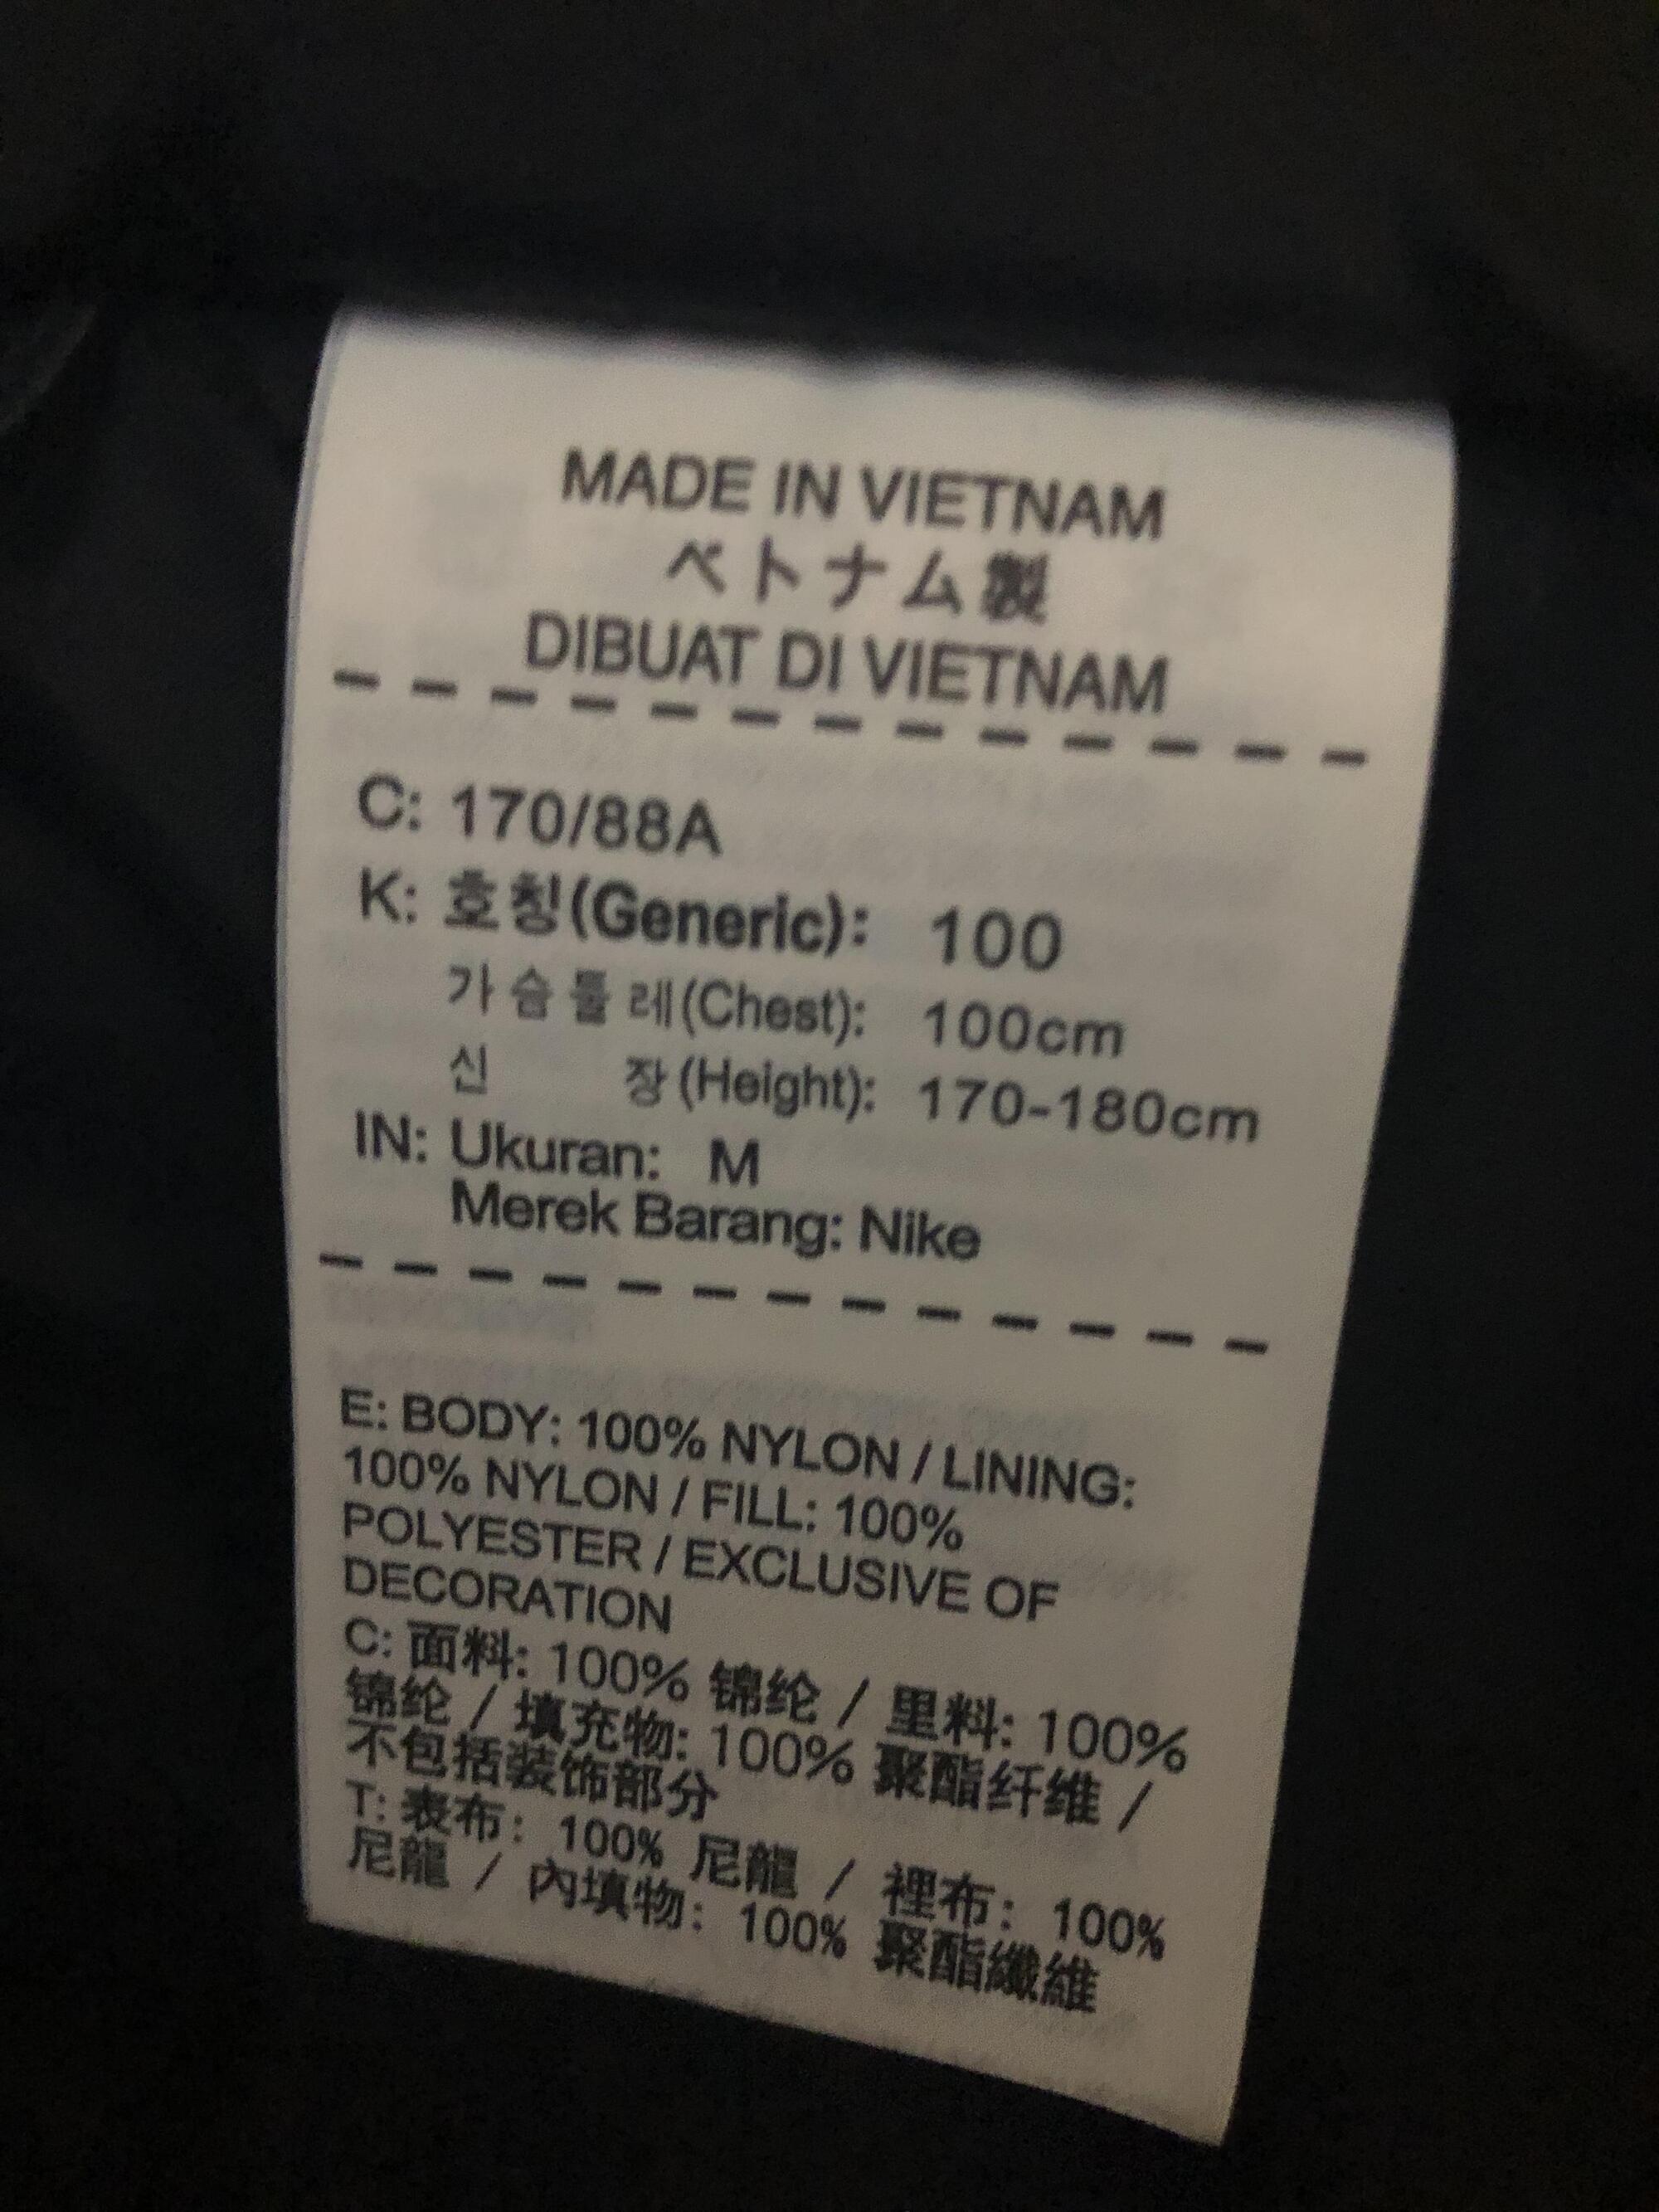 MADE IN VIETNAM
ベトナム製
DIBUAT DI VIETNAM
C: 170/88A
K: 호칭(Generic): 100
가슴둘레(Chest): 100cm
신 장(Height): 170-180cm
IN: Ukuran: M
Merek Barang: Nike
E: BODY: 100% NYLON / LINING:
100% NYLON / FILL: 100%
POLYESTER / EXCLUSIVE OF
DECORATION
C: 面料: 100% 锦纶 / 里料: 100%
锦纶 / 填充物: 100% 聚酯纤维 /
不包括装饰部分
T: 表布: 100% 尼龍 / 裡布: 100%
尼龍 / 內填物: 100% 聚酯纖維